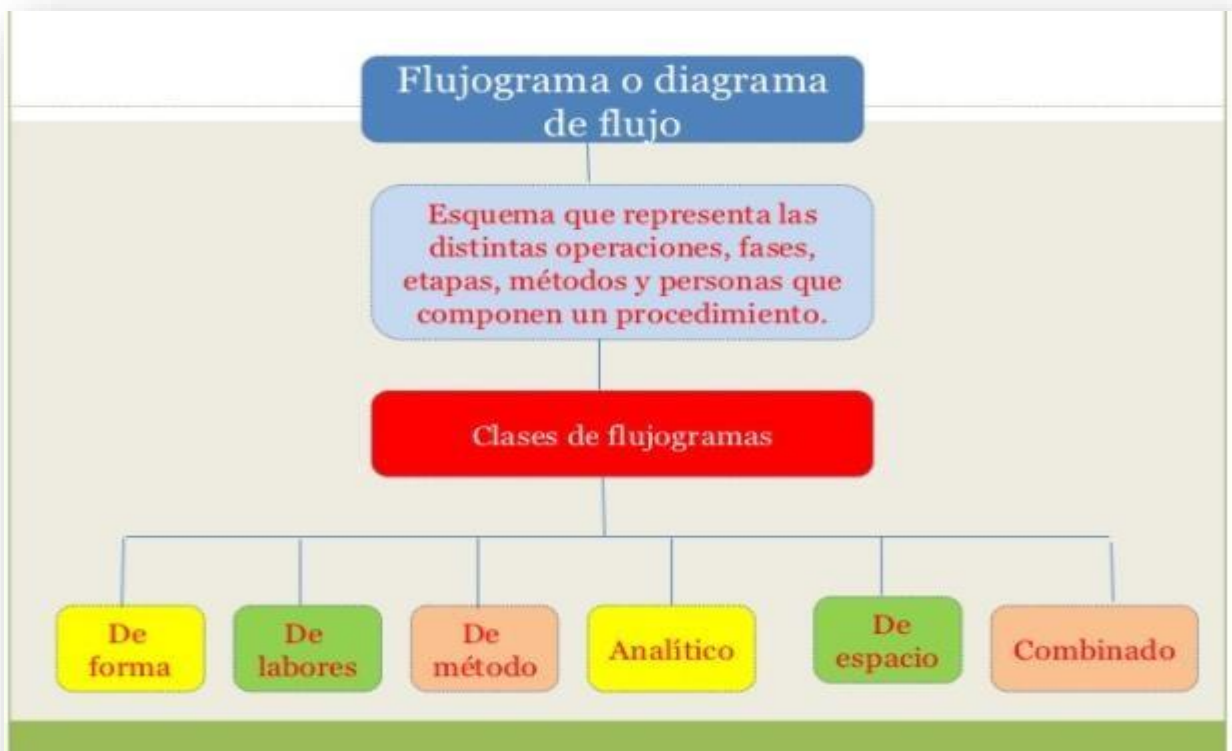 Flujograma o diagrama
de flujo
Esquema que representa las
distintas operaciones, fases,
etapas, métodos y personas que
componen un procedimiento.
Clases de flujogramas
De
forma
De
labores
De
método
Analítico
De
espacio
Combinado